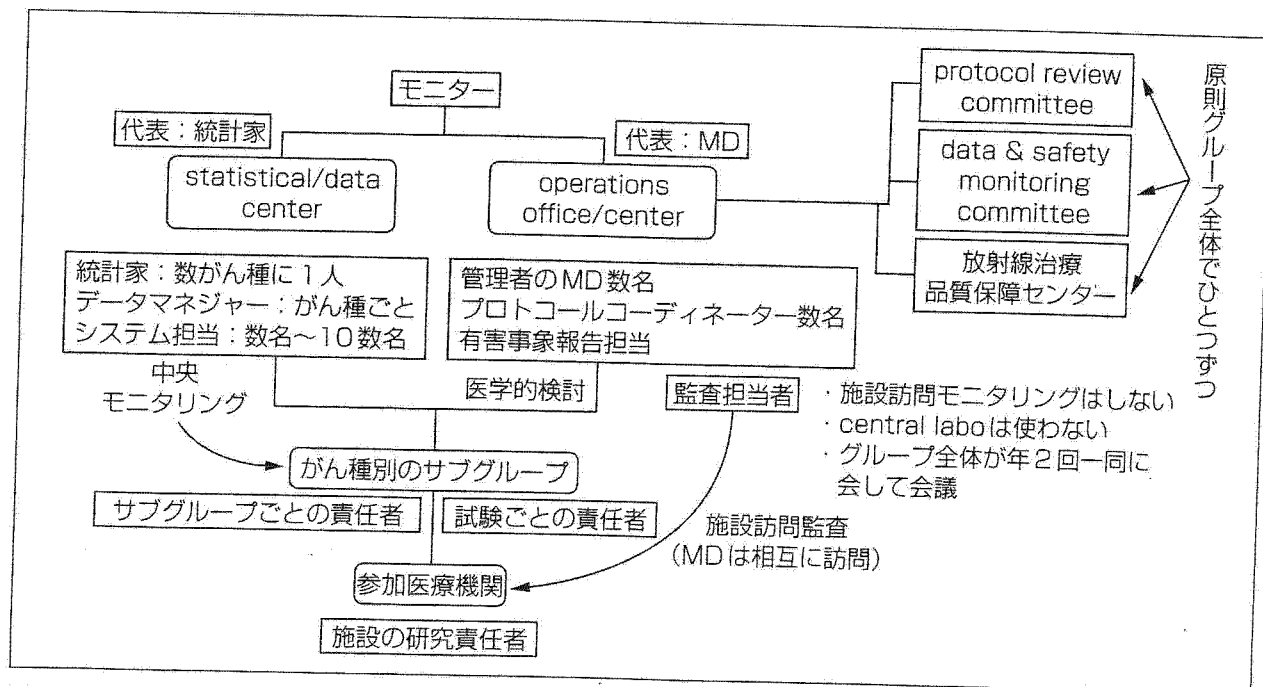 モニター
代表：統計家
代表：MD
statistical/data
center
operations
office/center
protocol review
committee
data & safety
monitoring
committee
放射線治療
品質保障センター
原則グループ全体でひとつずつ
統計家：数がん種に1人
データマネジャー：がん種ごと
システム担当：数名～10数名
管理者のMD数名
プロトコールコーディネーター数名
有害事象報告担当
中央
モニタリング
医学的検討
監査担当者
・施設訪問モニタリングはしない
・central laboは使わない
・グループ全体が年2回一同に
会して会議
がん種別のサブグループ
サブグループごとの責任者
試験ごとの責任者
施設訪問監査
(MDは相互に訪問)
参加医療機関
施設の研究責任者